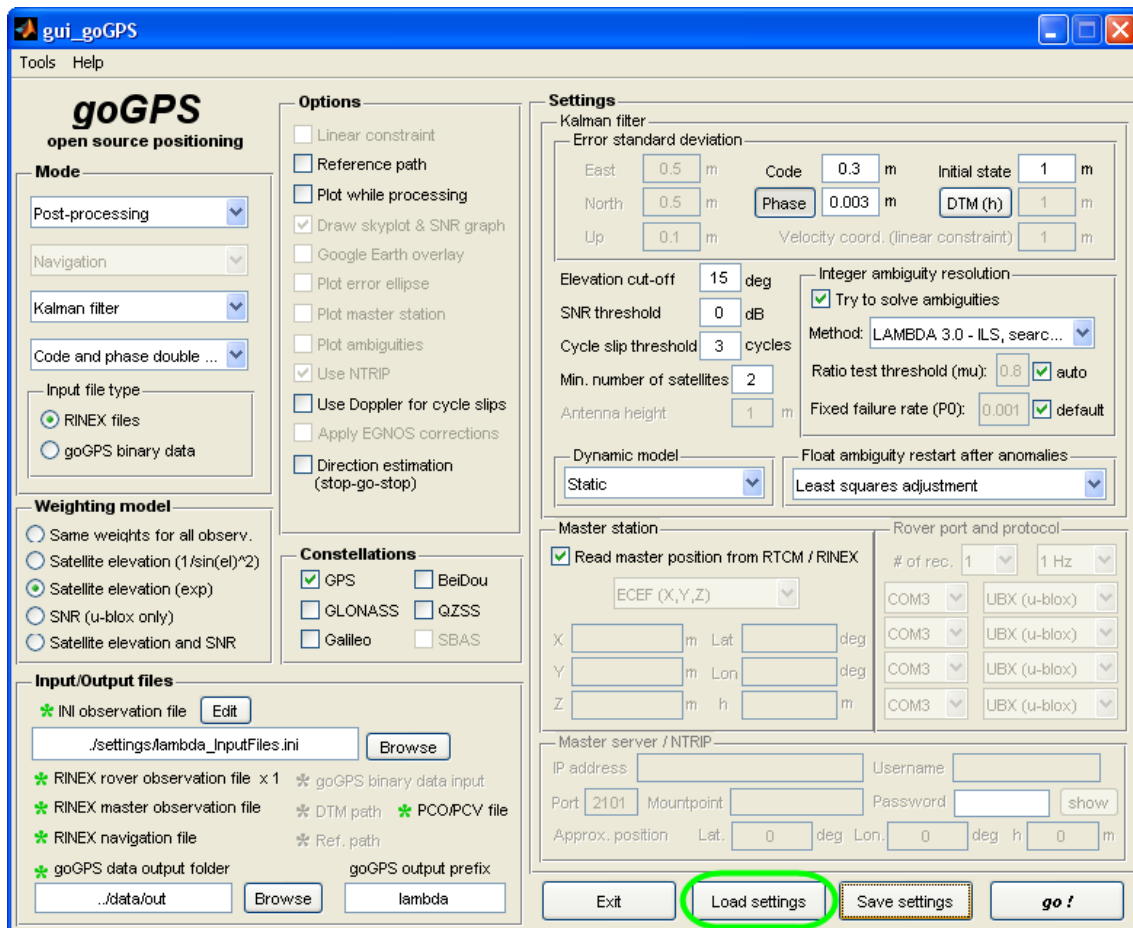 gui_goGPS
Tools Help
goGPS
open source positioning
Mode
Post-processing
Navigation
Kalman filter
Code and phase double ...
Input file type
RINEX files
goGPS binary data
Weighting model
Same weights for all observ.
Satellite elevation (1/sin(el)^2)
Satellite elevation (exp)
SNR (u-blox only)
Satellite elevation and SNR
Options
Linear constraint
Reference path
Plot while processing
Draw skyplot & SNR graph
Google Earth overlay
Plot error ellipse
Plot master station
Plot ambiguities
Use NTRIP
Use Doppler for cycle slips
Apply EGNOS corrections
Direction estimation
(stop-go-stop)
Constellations
GPS BeiDou
GLONASS QZSS
Galileo SBAS
Input/Output files
INI observation file Edit
./settings/lambda_InputFiles.ini Browse
RINEX rover observation file x 1 goGPS binary data input
RINEX master observation file DTM path PCO/PCV file
RINEX navigation file Ref. path
goGPS data output folder goGPS output prefix
../data/out Browse lambda
Settings
Kalman filter
Error standard deviation
East 0.5 m Code 0.3 m Initial state 1 m
North 0.5 m Phase 0.003 m DTM (h) 1 m
Up 0.1 m Velocity coord. (linear constraint) 1 m
Elevation cut-off 15 deg
SNR threshold 0 dB
Cycle slip threshold 3 cycles
Min. number of satellites 2
Antenna height 1 m
Integer ambiguity resolution
Try to solve ambiguities
Method: LAMBDA 3.0 - ILS, searc...
Ratio test threshold (mu): 0.8 auto
Fixed failure rate (P0): 0.001 default
Dynamic model
Static
Float ambiguity restart after anomalies
Least squares adjustment
Master station
Read master position from RTCM / RINEX
ECEF (X,Y,Z)
X m Lat deg
Y m Lon deg
Z m h m
Rover port and protocol
# of rec. 1 1 Hz
COM3 UBX (u-blox)
COM3 UBX (u-blox)
COM3 UBX (u-blox)
COM3 UBX (u-blox)
Master server / NTRIP
IP address Username
Port 2101 Mountpoint Password show
Approx. position Lat. 0 deg Lon. 0 deg h 0 m
Exit Load settings Save settings go !